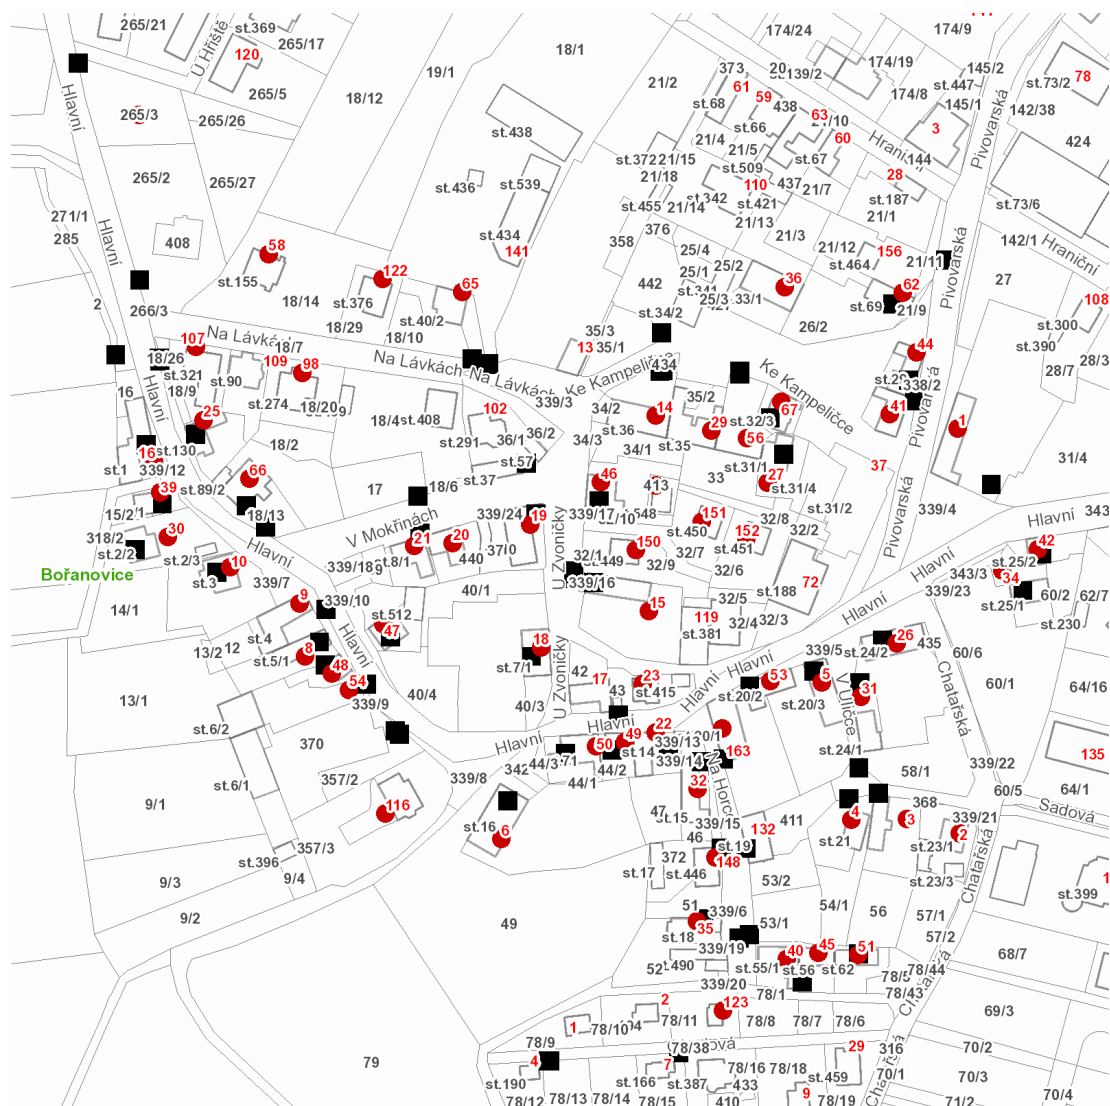 265/21
st.369
265/17
U Hřiště
120
265/5
18/12
19/1
18/1
174/24
174/9
373
139/2
174/19
145/2
st.447
st.73/2
78
21/2
61
59
438
st.68
174/8
145/1
142/38
Hlavní
265/3
265/26
st.438
63
21/10
60
3
21/4
st.66
21/5
Pivovarská
424
265/2
265/27
st.436
st.539
st.372
21/15
21/18
st.509
st.67
144
110
437
21/7
28
st.187
st.455
21/14
st.342
st.421
21/13
21/1
st.73/6
271/1
285
408
st.434
141
358
376
21/3
21/12
142/1
Hraniční
Hlavní
58
st.155
25/4
156
st.464
21/11
Pivovarská
27
2
122
65
442
25/1
25/2
36
62
18/14
st.376
st.341
25/3
33/1
st.69
21/9
108
266/3
st.40/2
st.34/2
26/2
st.300
st.390
18/29
18/10
35/3
Na Lávkách
18/7
107
13
35/1
44
28/3
28/7
18/26
st.321
109
98
Na Lávkách
Na Lávkách
Ke Kampeličce
434
Ke Kampeličce
338/2
16
18/9
st.90
st.274
18/20
18/4
st.408
102
339/3
34/2
35/2
14
67
41
1
Hlavní
25
36/2
36/1
st.36
29
st.32/3
56
Pivovarská
16
st.130
18/2
st.291
34/3
34/1
st.35
st.1
339/12
66
st.57
st.31/1
37
31/4
39
st.89/2
17
18/6
st.37
46
413
33
27
st.31/4
15/2
18/13
V Mokřinách
339/24
19
339/17
151
st.31/2
Pivovarská
339/4
Hlavní
343
318/2
30
st.2/2
Hlavní
21
20
U Zvoničky
st.450
152
32/8
32/2
42
Bořanovice
st.2/3
10
st.3
339/7
339/18
st.8/1
440
150
32/7
st.451
st.25/2
Hlavní
343/3
34
14/1
9
339/10
40/1
339/16
32/9
32/6
72
st.188
339/23
60/2
62/7
st.25/1
st.512
47
15
32/5
119
Hlavní
st.230
13/2
12
st.4
8
st.5/1
Hlavní
18
st.7/1
U Zvoničky
st.381
32/4
32/3
26
339/5
st.24/2
435
60/6
13/1
48
54
339/9
40/4
40/3
42
17
23
43
st.415
Hlavní
Hlavní
53
st.20/2
5
st.20/3
V Uličce
31
Chatařská
60/1
64/16
st.6/2
370
Hlavní
Hlavní
50
49
22
339/13
163
st.24/1
135
9/1
st.6/1
357/2
339/8
342
44/2
st.14
339/14
44/1
32
58/1
339/22
64/1
116
47
60/5
Sadová
st.16
6
st.15
339/15
132
411
4
st.21
368
3
339/21
2
st.396
357/3
46
st.19
st.23/1
9/3
9/4
372
st.17
148
st.446
53/2
st.23/3
Chatařská
st.399
9/2
49
51
35
st.18
339/6
53/1
54/1
56
57/1
57/2
339/19
68/7
st.490
40
45
51
st.55/1
st.56
st.62
78/5
78/44
339/20
78/1
78/43
2
123
69/3
1
78/10
78/11
78/8
78/7
78/6
78/9
78/38
316
70/2
79
4
7
29
st.190
st.166
st.387
78/16
78/18
433
st.459
70/1
70/3
70/4
78/12
78/13
78/14
78/15
410
9
78/19
71/2